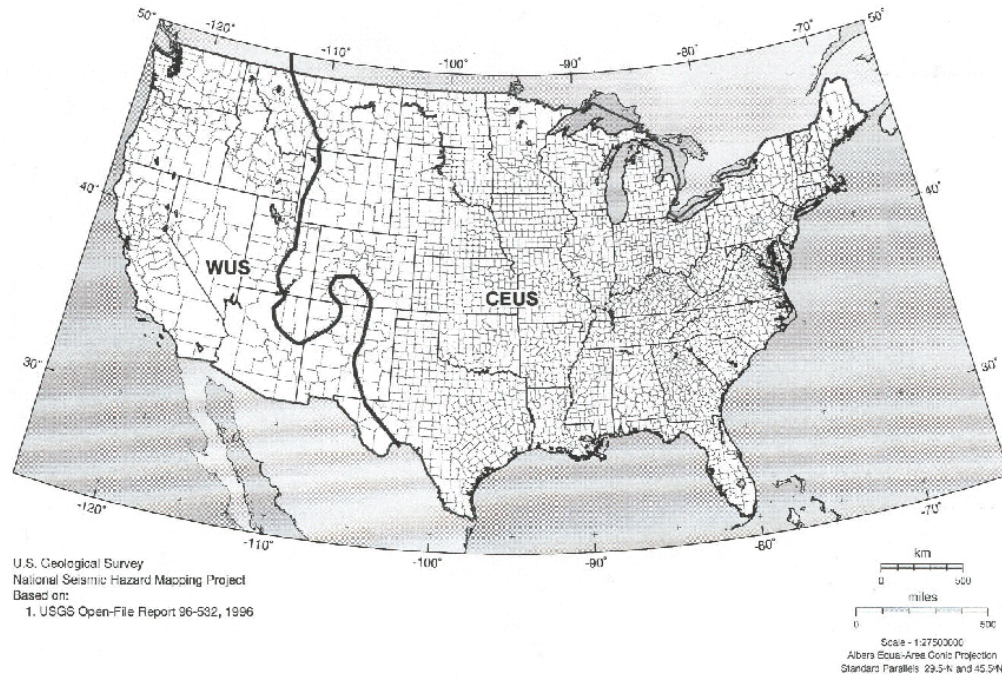 50°
-120°
-110°
-100°
-90°
-80°
-70°
50°
40°
40°
WUS
CEUS
30°
30°
-120°
-110°
-100°
-90°
-80°
-70°
U.S. Geological Survey
National Seismic Hazard Mapping Project
Based on:
1. USGS Open-File Report 96-532, 1996
km
0 500
miles
0 500
Scale - 1:27500000
Albers Equal-Area Conic Projection
Standard Parallels 29.5°N and 45.5°N